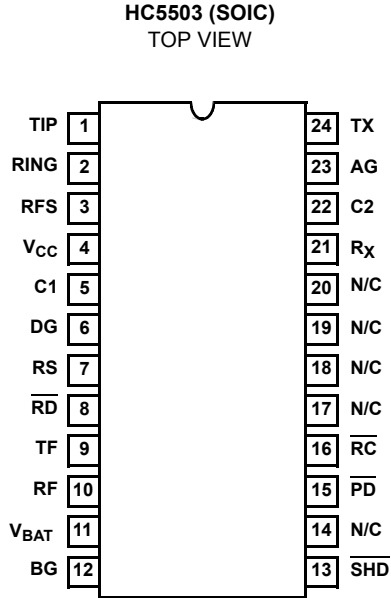 HC5503 (SOIC)
TOP VIEW
TIP 1 24 TX
RING 2 23 AG
RFS 3 22 C2
VCC 4 21 RX
C1 5 20 N/C
DG 6 19 N/C
RS 7 18 N/C
RD 8 17 N/C
TF 9 16 RC
RF 10 15 PD
VBAT 11 14 N/C
BG 12 13 SHD